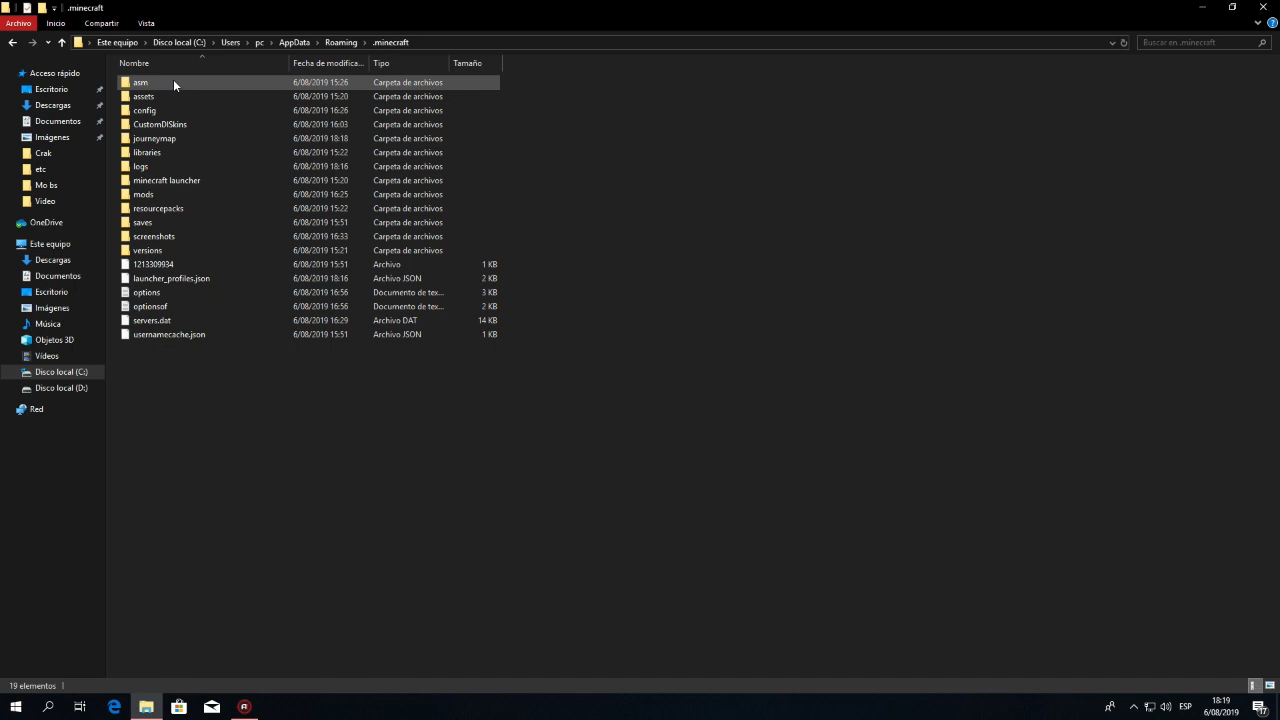 .minecraft
Archivo Inicio Compartir Vista
Este equipo Disco local (C:) Users pc AppData Roaming .minecraft Buscar en .minecraft
Nombre Fecha de modifica... Tipo Tamaño
Acceso rápido
Escritorio
Descargas
Documentos
Imágenes
Crak
etc
Mo bs
Video
OneDrive
Este equipo
Descargas
Documentos
Escritorio
Imágenes
Música
Objetos 3D
Vídeos
Disco local (C:)
Disco local (D:)
Red
asm 6/08/2019 15:26 Carpeta de archivos
assets 6/08/2019 15:20 Carpeta de archivos
config 6/08/2019 16:26 Carpeta de archivos
CustomDISkins 6/08/2019 16:03 Carpeta de archivos
journeymap 6/08/2019 18:18 Carpeta de archivos
libraries 6/08/2019 15:22 Carpeta de archivos
logs 6/08/2019 18:16 Carpeta de archivos
minecraft launcher 6/08/2019 15:20 Carpeta de archivos
mods 6/08/2019 16:25 Carpeta de archivos
resourcepacks 6/08/2019 15:22 Carpeta de archivos
saves 6/08/2019 15:51 Carpeta de archivos
screenshots 6/08/2019 16:33 Carpeta de archivos
versions 6/08/2019 15:21 Carpeta de archivos
1213309934 6/08/2019 15:51 Archivo 1 KB
launcher_profiles.json 6/08/2019 18:16 Archivo JSON 2 KB
options 6/08/2019 16:56 Documento de tex... 3 KB
optionsof 6/08/2019 16:56 Documento de tex... 2 KB
servers.dat 6/08/2019 16:29 Archivo DAT 14 KB
usernamecache.json 6/08/2019 15:51 Archivo JSON 1 KB
19 elementos
ESP
18:19
6/08/2019
17